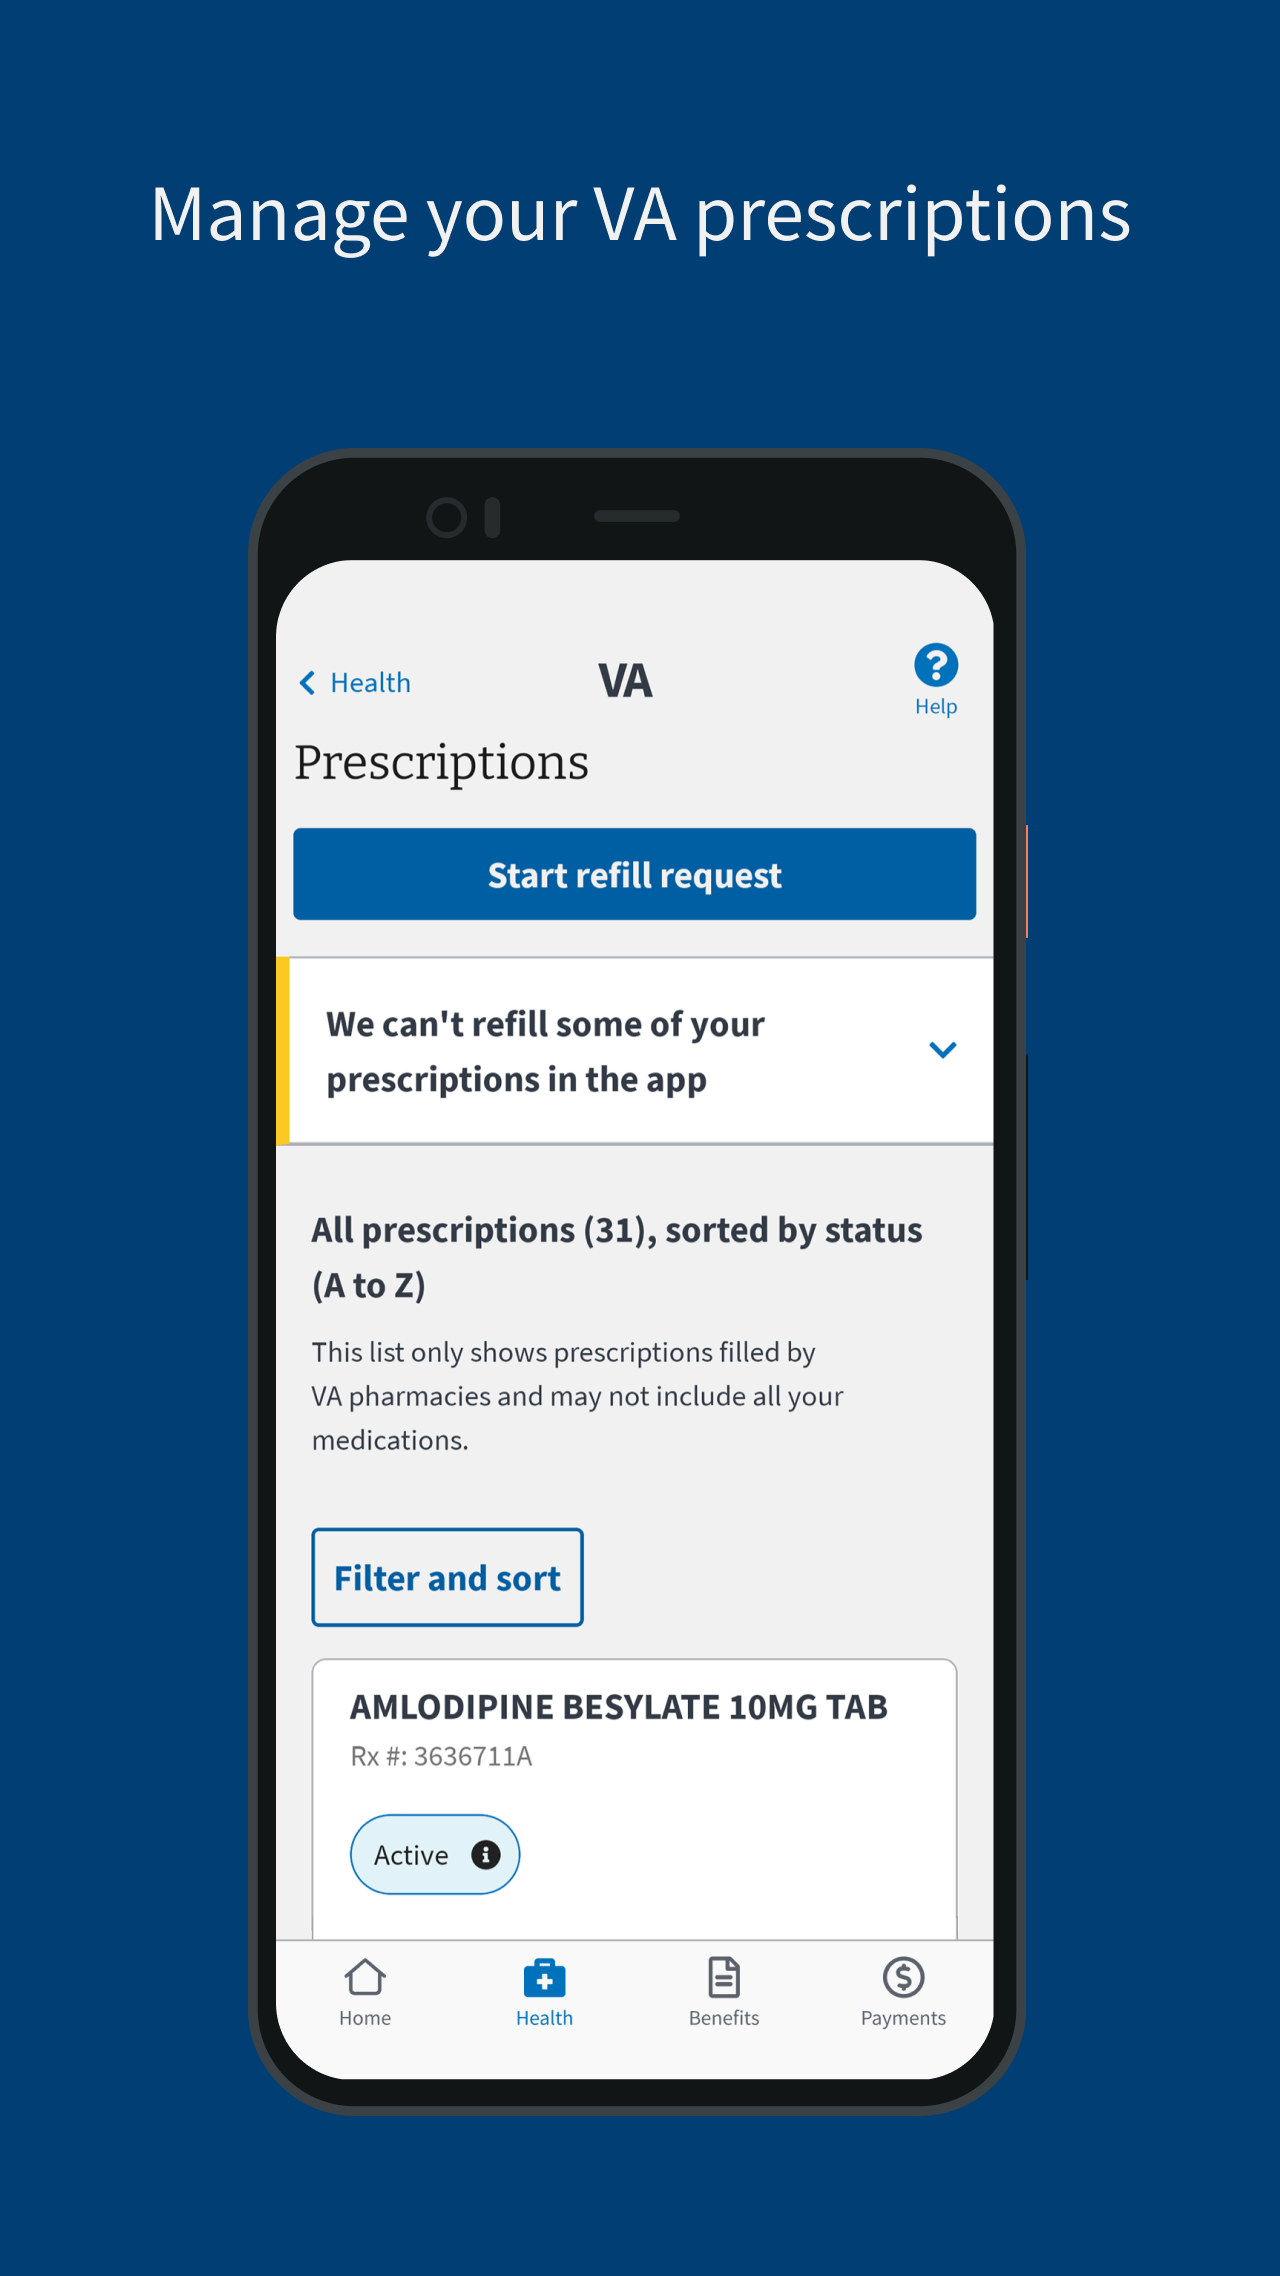 Manage your VA prescriptions
Health
VA
Help
Prescriptions
Start refill request
We can't refill some of your
prescriptions in the app
All prescriptions (31), sorted by status
(A to Z)
This list only shows prescriptions filled by
VA pharmacies and may not include all your
medications.
Filter and sort
AMLODIPINE BESYLATE 10MG TAB
Rx #: 3636711A
Active
Home
Health
Benefits
Payments